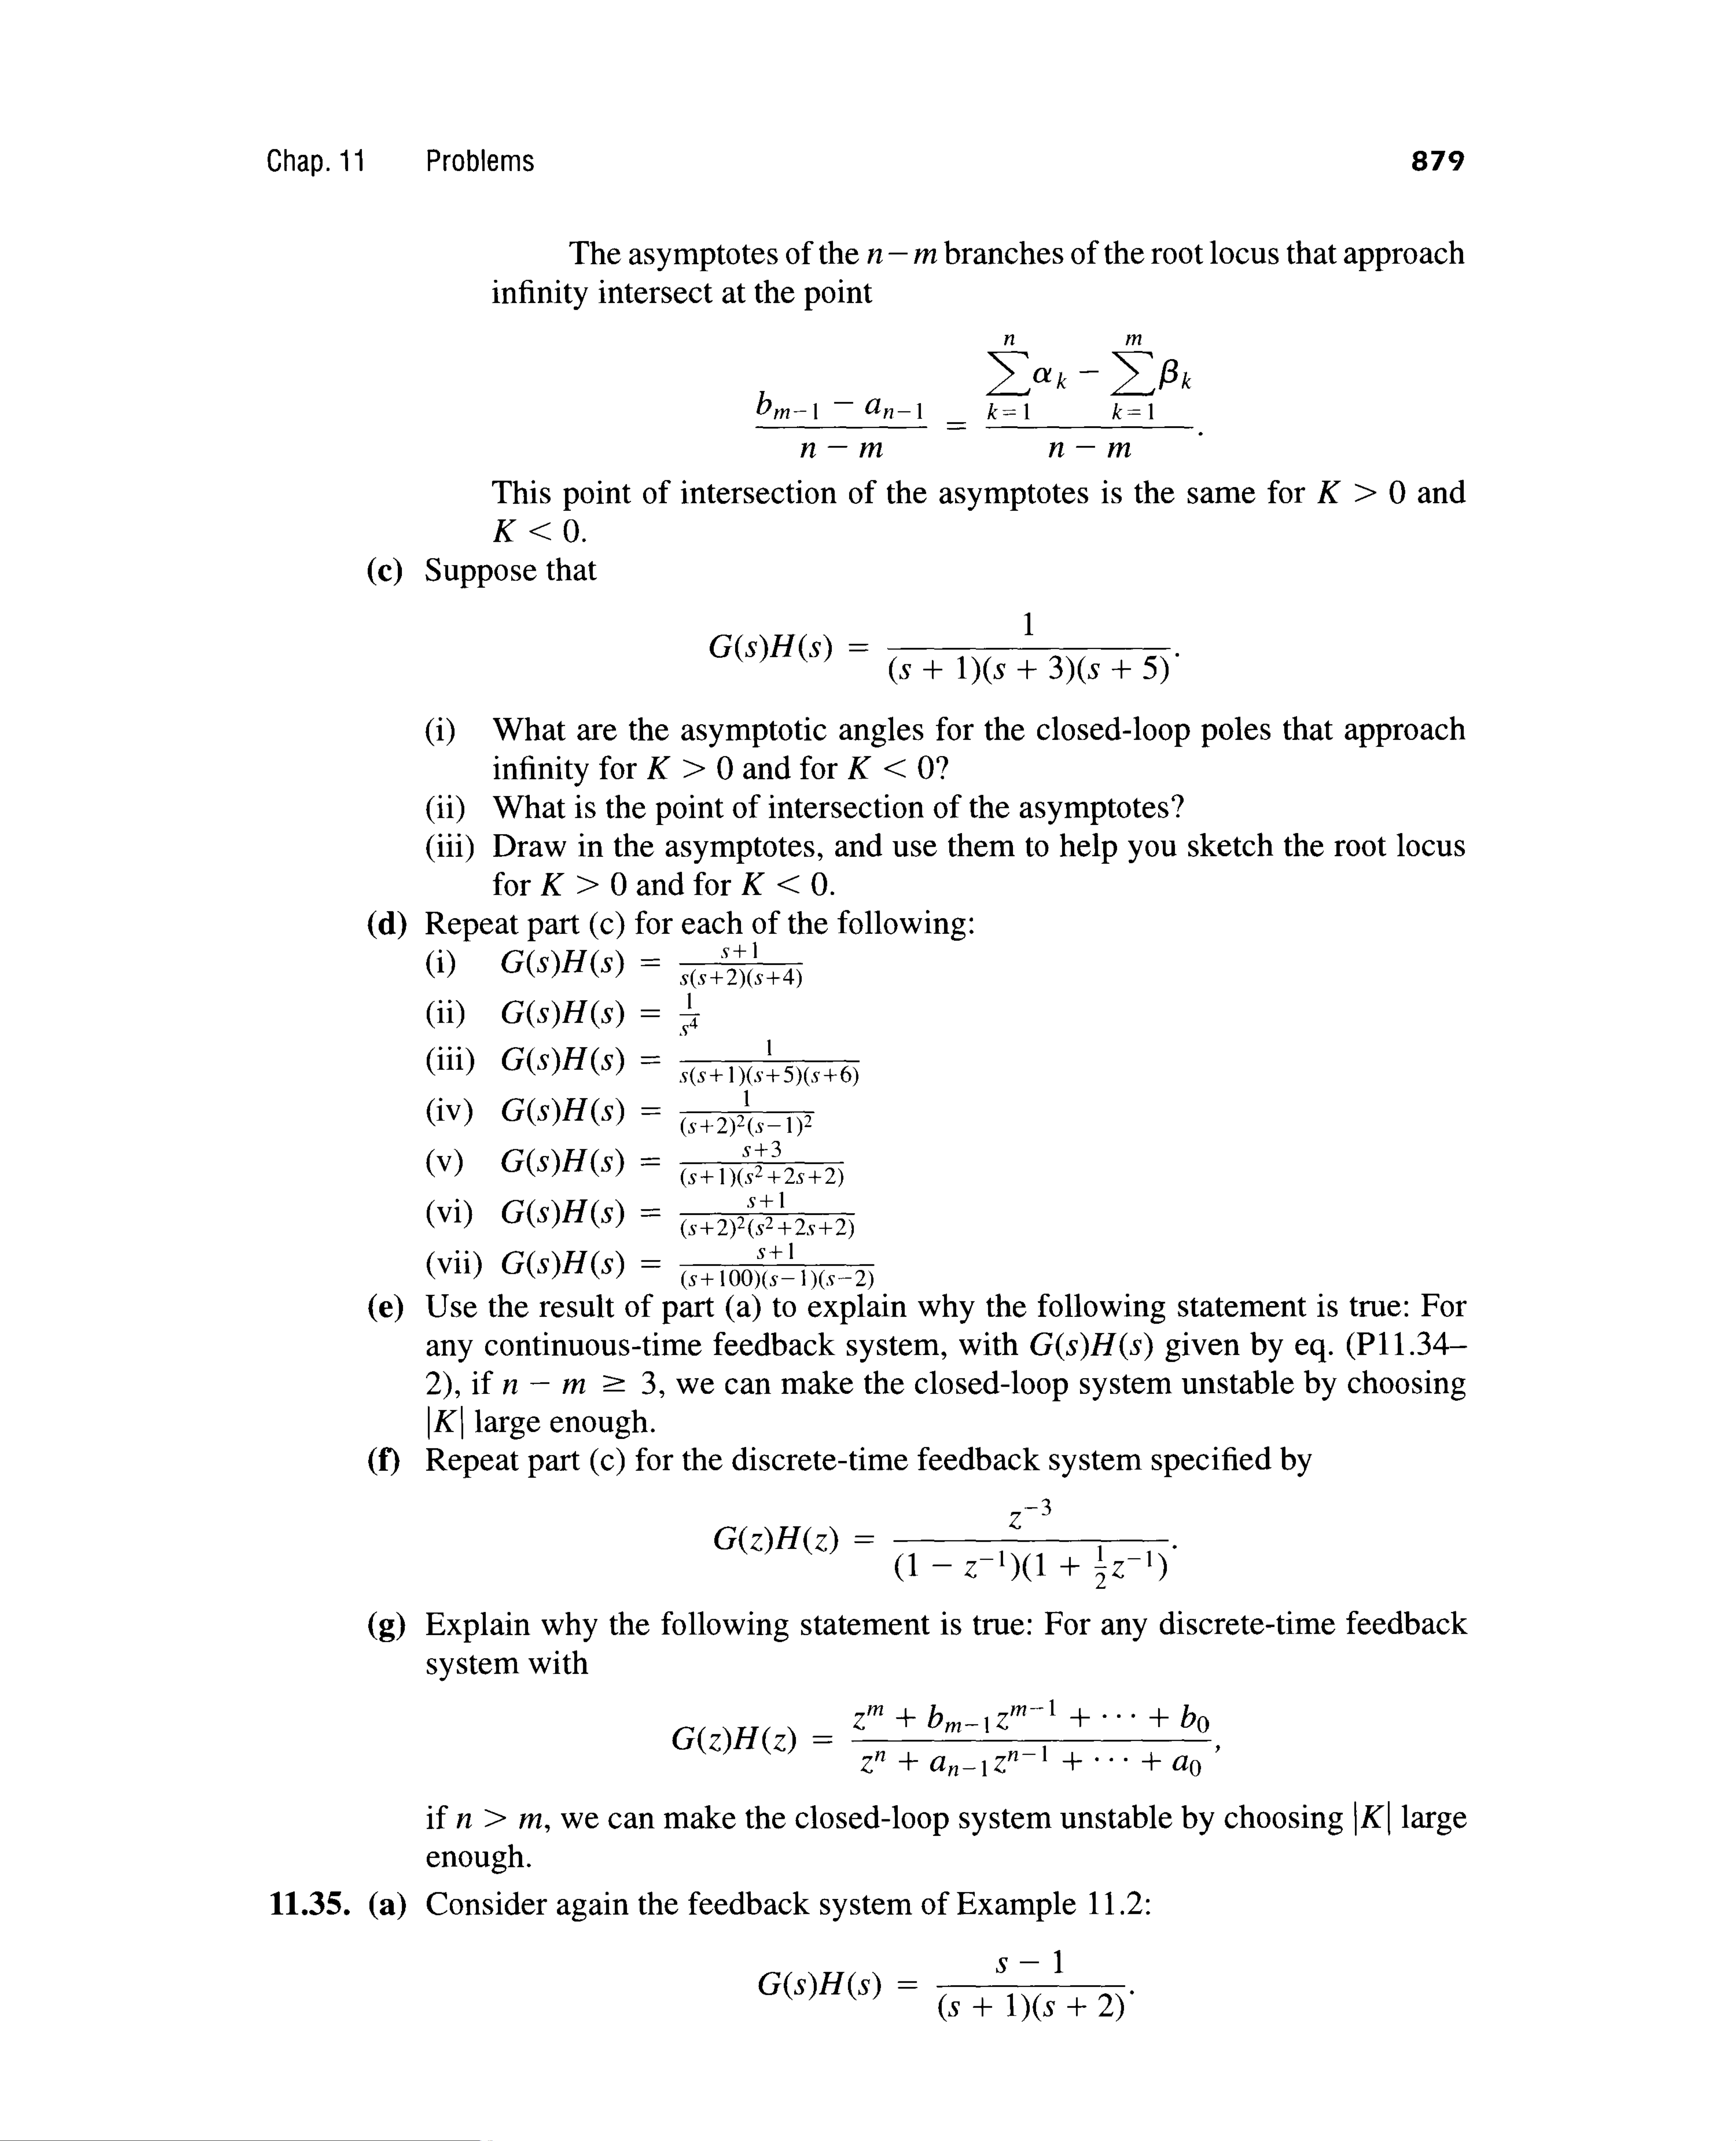 Chap. 11 Problems 879
The asymptotes of the n − m branches of the root locus that approach
infinity intersect at the point
\frac{b_{m-1} - a_{n-1}}{n - m} = \frac{\sum_{k=1}^{n} α_k - \sum_{k=1}^{m} β_k}{n - m}.
This point of intersection of the asymptotes is the same for K > 0 and
K < 0.
(c) Suppose that
G(s)H(s) = \frac{1}{(s + 1)(s + 3)(s + 5)}.
(i) What are the asymptotic angles for the closed-loop poles that approach
infinity for K > 0 and for K < 0?
(ii) What is the point of intersection of the asymptotes?
(iii) Draw in the asymptotes, and use them to help you sketch the root locus
for K > 0 and for K < 0.
(d) Repeat part (c) for each of the following:
(i) G(s)H(s) = \frac{s+1}{s(s+2)(s+4)}
(ii) G(s)H(s) = \frac{1}{s^4}
(iii) G(s)H(s) = \frac{1}{s(s+1)(s+5)(s+6)}
(iv) G(s)H(s) = \frac{1}{(s+2)^2(s-1)^2}
(v) G(s)H(s) = \frac{s+3}{(s+1)(s^2+2s+2)}
(vi) G(s)H(s) = \frac{s+1}{(s+2)^2(s^2+2s+2)}
(vii) G(s)H(s) = \frac{s+1}{(s+100)(s-1)(s-2)}
(e) Use the result of part (a) to explain why the following statement is true: For
any continuous-time feedback system, with G(s)H(s) given by eq. (P11.34–
2), if n − m ≥ 3, we can make the closed-loop system unstable by choosing
|K| large enough.
(f) Repeat part (c) for the discrete-time feedback system specified by
G(z)H(z) = \frac{z^{-3}}{(1 - z^{-1})(1 + \frac{1}{2}z^{-1})}.
(g) Explain why the following statement is true: For any discrete-time feedback
system with
G(z)H(z) = \frac{z^m + b_{m-1}z^{m-1} + ··· + b_0}{z^n + a_{n-1}z^{n-1} + ··· + a_0},
if n > m, we can make the closed-loop system unstable by choosing |K| large
enough.
11.35. (a) Consider again the feedback system of Example 11.2:
G(s)H(s) = \frac{s - 1}{(s + 1)(s + 2)}.